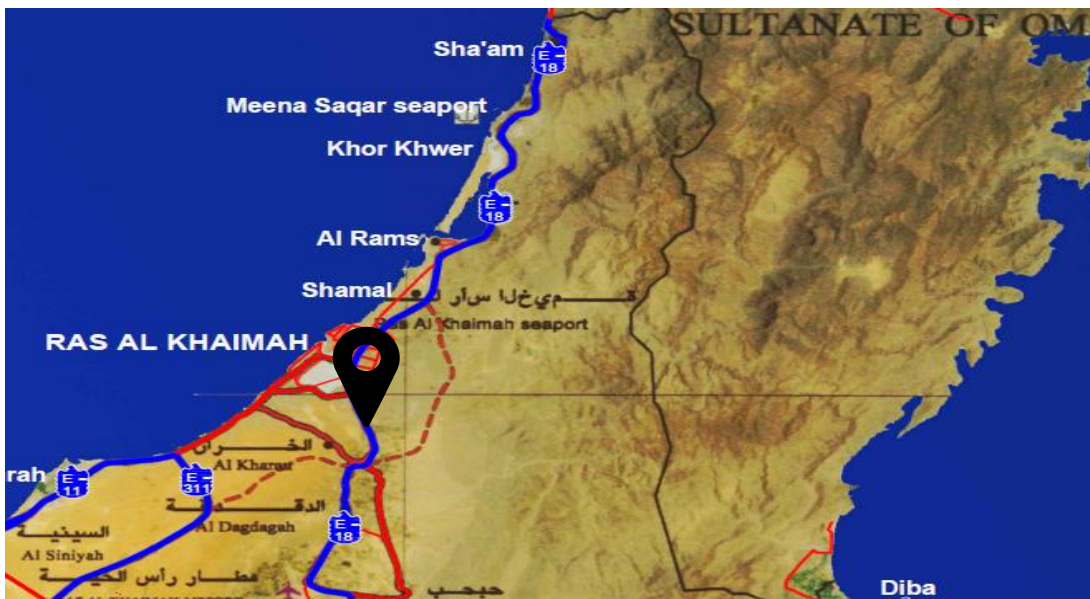 SULTANATE OF OM
Sha'am
E
18
Meena Saqar seaport
Khor Khwer
E
18
Al Rams
Shamal
Ras Al Khaimah seaport
RAS AL KHAIMAH
الخران
Al Kharan
rah
E
11
E
311
الدقداقة
Al Dagdagah
E
18
السينية
Al Siniyah
مطار رأس الخيمة
حبحب
Diba